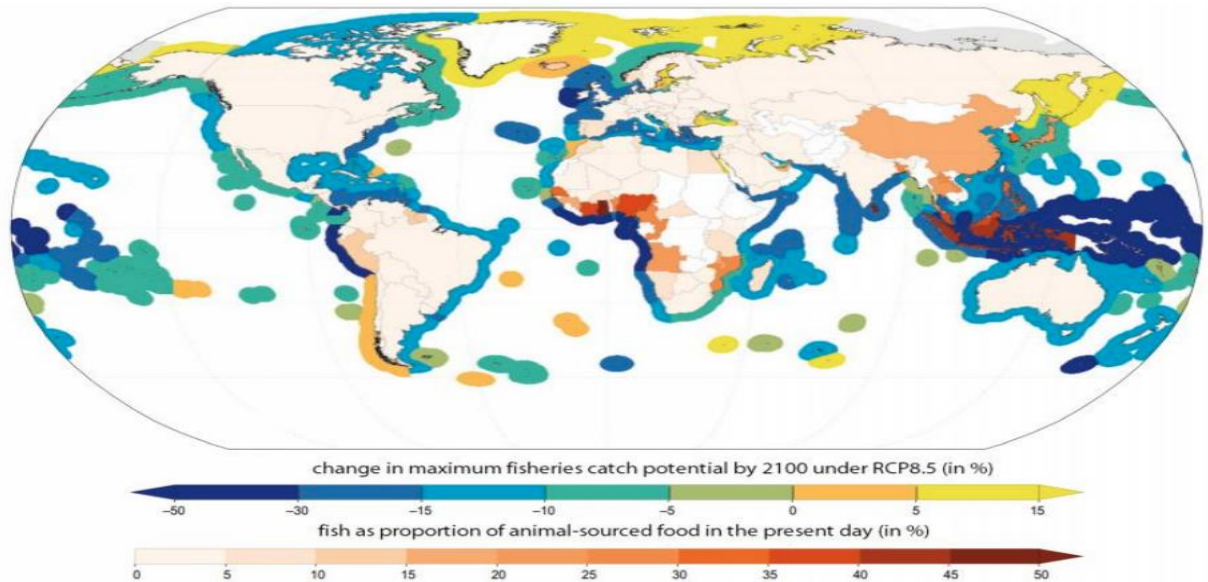 change in maximum fisheries catch potential by 2100 under RCP8.5 (in %)
−50 −30 −15 −10 −5 0 5 15
fish as proportion of animal-sourced food in the present day (in %)
0 5 10 15 20 25 30 35 40 45 50